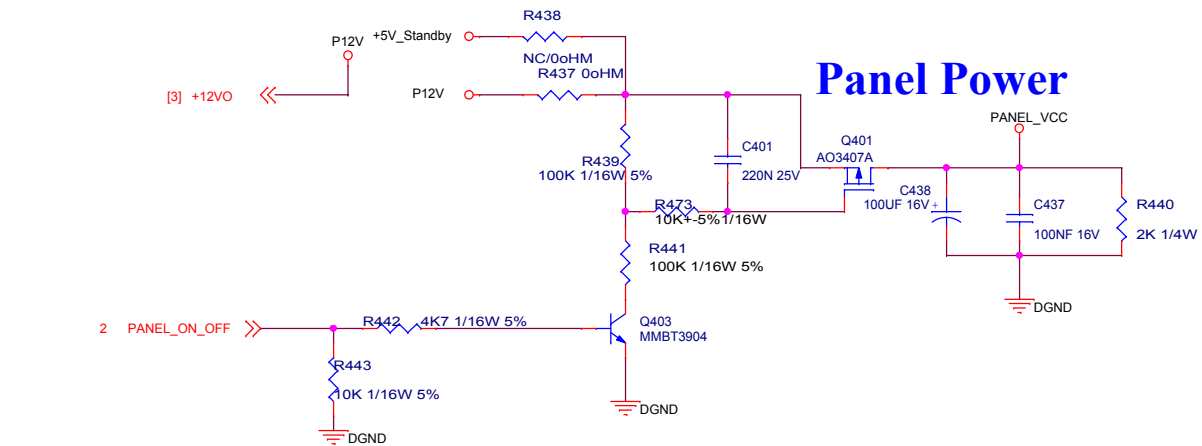 R438
P12V
+5V_Standby
NC/0oHM
R437 0oHM
Panel Power
[3] +12VO
P12V
PANEL_VCC
Q401
AO3407A
C401
220N 25V
R439
100K 1/16W 5%
C438
100UF 16V
+
R473
10K+-5%1/16W
C437
100NF 16V
R440
2K 1/4W
R441
100K 1/16W 5%
DGND
2 PANEL_ON_OFF
R442 4K7 1/16W 5%
Q403
MMBT3904
R443
10K 1/16W 5%
DGND
DGND